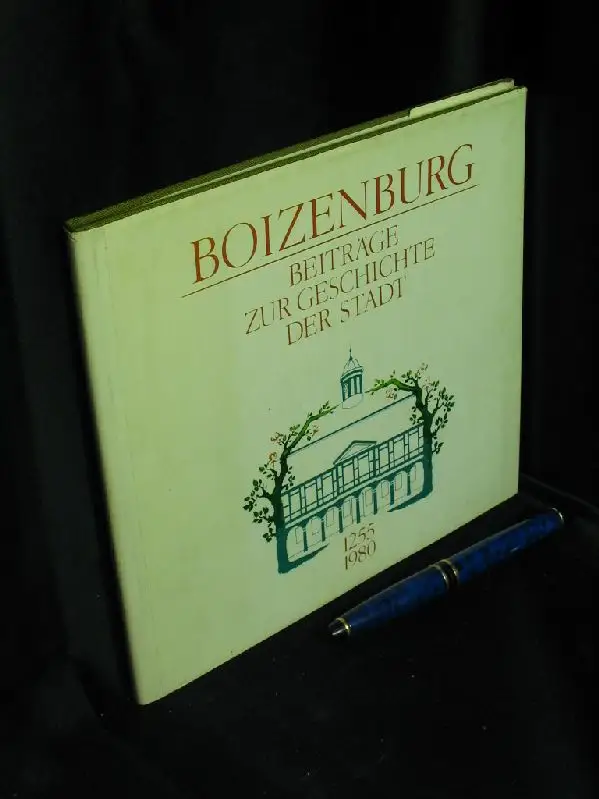 BOIZENBURG
BEITRÄGE
ZUR GESCHICHTE
DER STADT
1255
1980